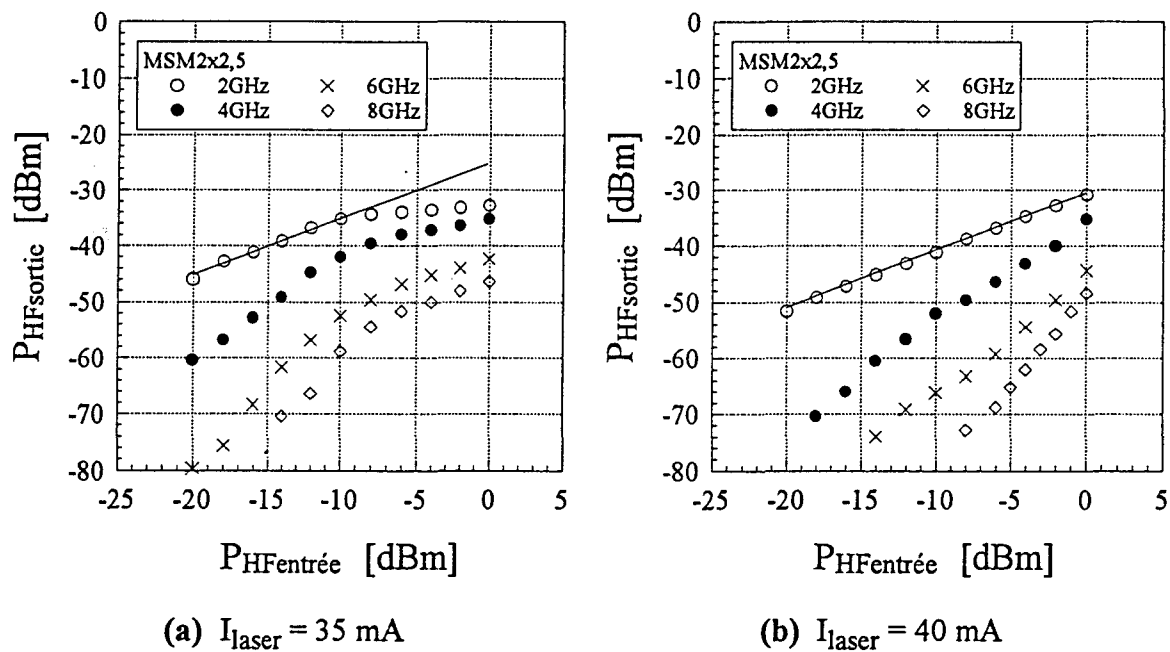 0
-10
-20
-30
-40
-50
-60
-70
-80
MSM2x2,5
2GHz
6GHz
4GHz
8GHz
PHFsortic [dBm]
-25 -20 -15 -10 -5 0 5
PHFentrée [dBm]
(a) Ilaser = 35 mA
0
-10
-20
-30
-40
-50
-60
-70
-80
MSM2x2,5
2GHz
6GHz
4GHz
8GHz
PHFsortic [dBm]
-25 -20 -15 -10 -5 0 5
PHFentrée [dBm]
(b) Ilaser = 40 mA